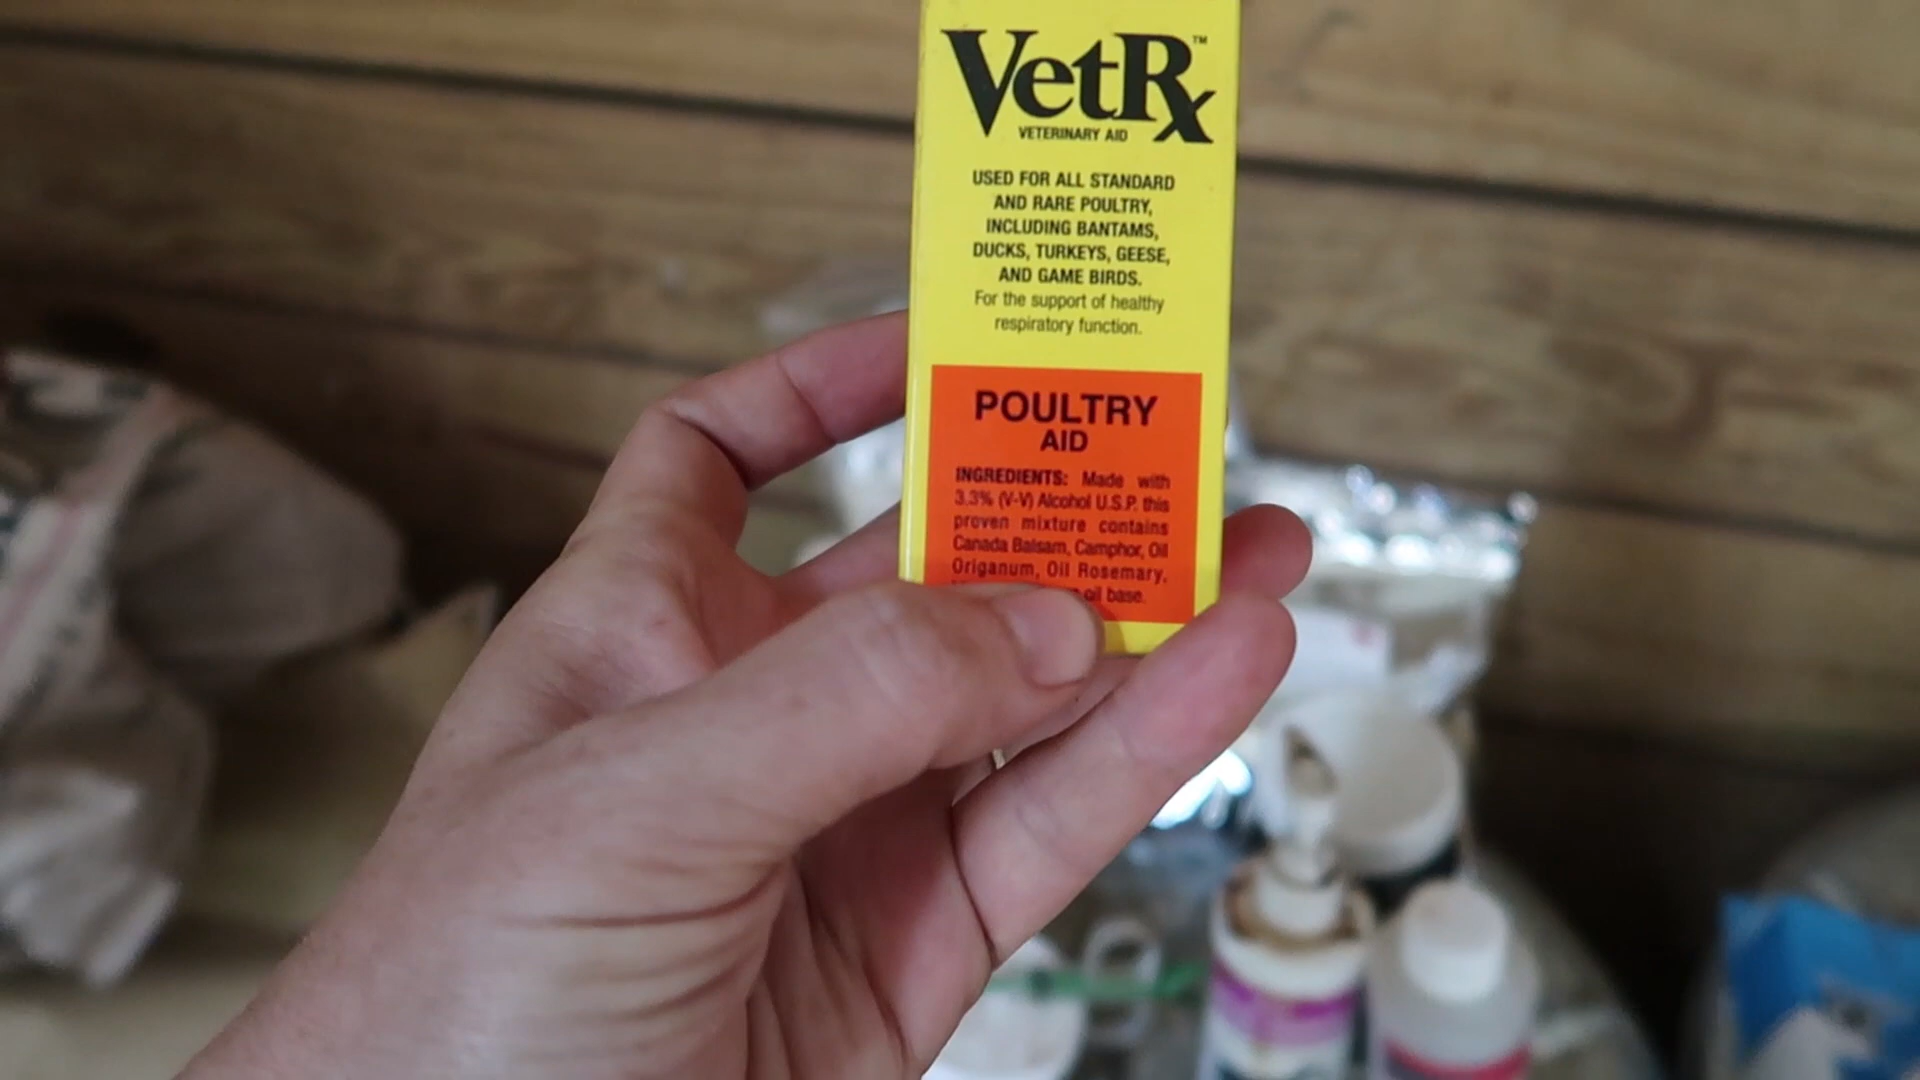 VetRx™
VETERINARY AID
USED FOR ALL STANDARD
AND RARE POULTRY,
INCLUDING BANTAMS,
DUCKS, TURKEYS, GEESE,
AND GAME BIRDS.
For the support of healthy
respiratory function.
POULTRY
AID
INGREDIENTS: Made with
3.3% (V-V) Alcohol U.S.P. this
proven mixture contains
Canada Balsam, Camphor, Oil
Origanum, Oil Rosemary,
oil base.